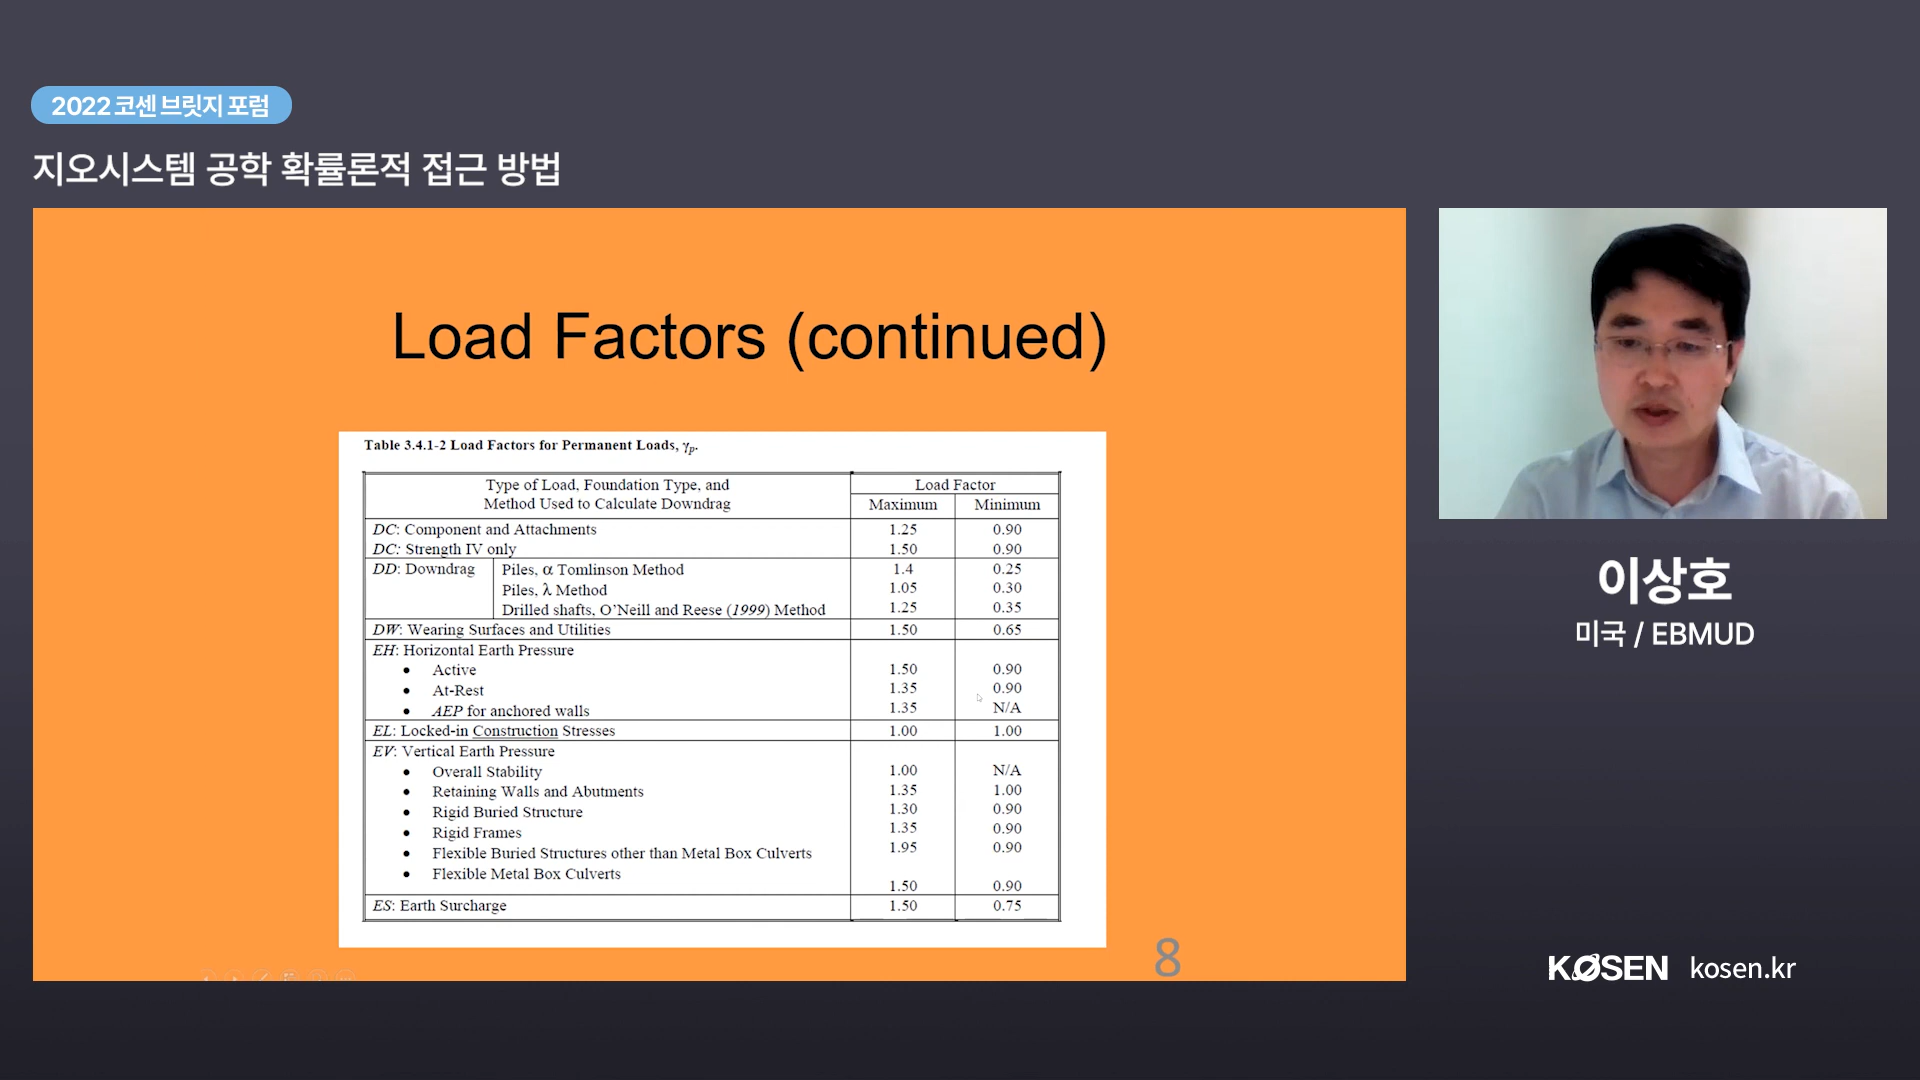 2022 코센 브릿지 포럼
지오시스템 공학 확률론적 접근 방법
Load Factors (continued)
Table 3.4.1-2 Load Factors for Permanent Loads, γp.
Type of Load, Foundation Type, and
Method Used to Calculate Downdrag
Load Factor
Maximum Minimum
DC: Component and Attachments 1.25 0.90
DC: Strength IV only 1.50 0.90
DD: Downdrag Piles, α Tomlinson Method 1.4 0.25
Piles, λ Method 1.05 0.30
Drilled shafts, O’Neill and Reese (1999) Method 1.25 0.35
DW: Wearing Surfaces and Utilities 1.50 0.65
EH: Horizontal Earth Pressure
• Active 1.50 0.90
• At-Rest 1.35 0.90
• AEP for anchored walls 1.35 N/A
EL: Locked-in Construction Stresses 1.00 1.00
EV: Vertical Earth Pressure
• Overall Stability 1.00 N/A
• Retaining Walls and Abutments 1.35 1.00
• Rigid Buried Structure 1.30 0.90
• Rigid Frames 1.35 0.90
• Flexible Buried Structures other than Metal Box Culverts 1.95 0.90
• Flexible Metal Box Culverts 1.50 0.90
ES: Earth Surcharge 1.50 0.75
8
이상호
미국 / EBMUD
KOSEN kosen.kr